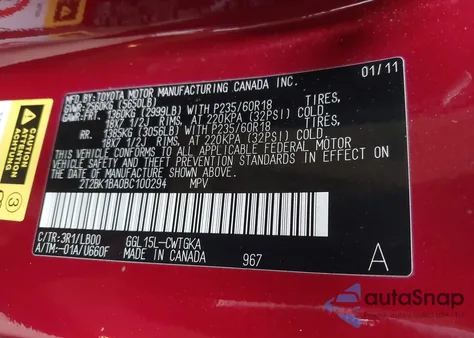 MFD. BY:TOYOTA MOTOR MANUFACTURING CANADA INC.
GVWR:2560KG (5650LB) 01/11
GAWR:FRT. 1360KG (2999LB)WITH P235/60R18 TIRES,
18X7 1/2J RIMS, AT 220KPA (32PSI) COLD
RR. 1385KG (3056LB)WITH P235/60R18 TIRES,
18X7 1/2J RIMS, AT 220KPA (32PSI) COLD
THIS VEHICLE CONFORMS TO ALL APPLICABLE FEDERAL MOTOR
VEHICLE SAFETY AND THEFT PREVENTION STANDARDS IN EFFECT
ON THE DATE OF MANUFACTURE SHOWN ABOVE.
2T2BK1BA0BC100294 MPV
C/TR:3R1/LB00 GGL15L-CWTGKA
A/TM:-01A/U660F MADE IN CANADA 967 A
3
autoSnap